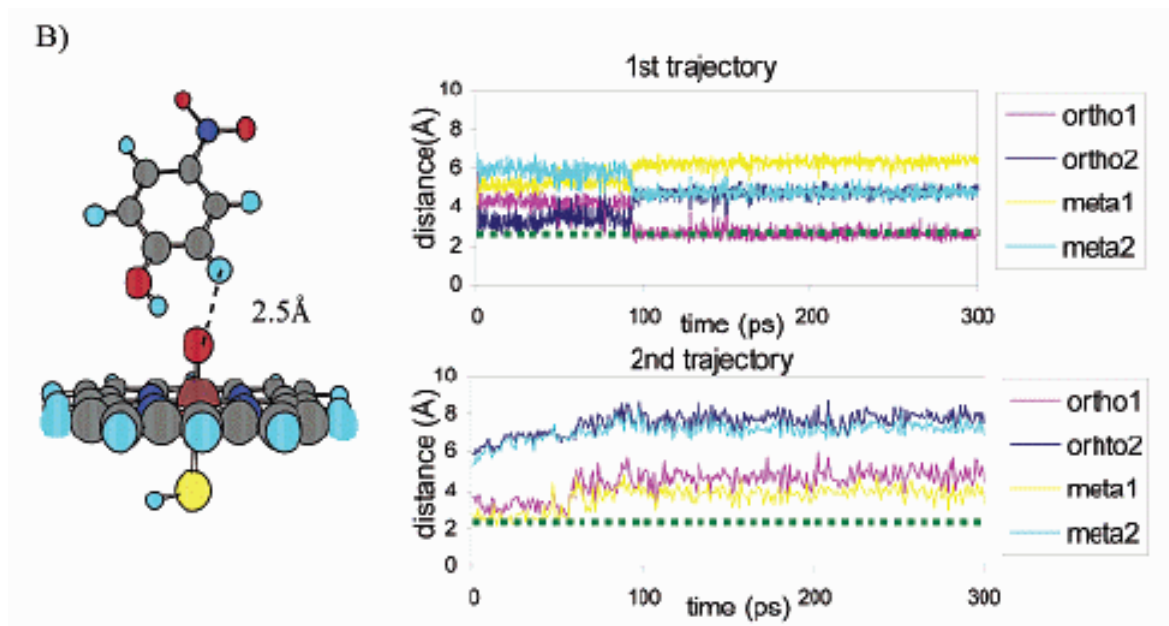 B)
2.5Å
1st trajectory
distance(Å)
10
8
6
4
2
0
0 100 200 300
time (ps)
ortho1
ortho2
meta1
meta2
2nd trajectory
distance (Å)
10
8
6
4
2
0
0 100 200 300
time (ps)
ortho1
orhto2
meta1
meta2